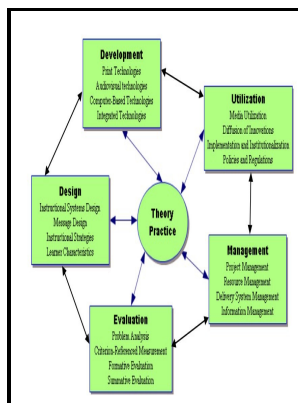 Development
Print Technologies
Audiovisual technologies
Computer-Based Technologies
Integrated Technologies
Utilization
Media Utilization
Diffusion of Innovations
Implementation and Institutionalization
Policies and Regulations
Design
Instructional Systems Design
Message Design
Instructional Strategies
Learner Characteristics
Theory
Practice
Management
Project Management
Resource Management
Delivery System Management
Information Management
Evaluation
Problem Analysis
Criterion-Referenced Measurement
Formative Evaluation
Summative Evaluation